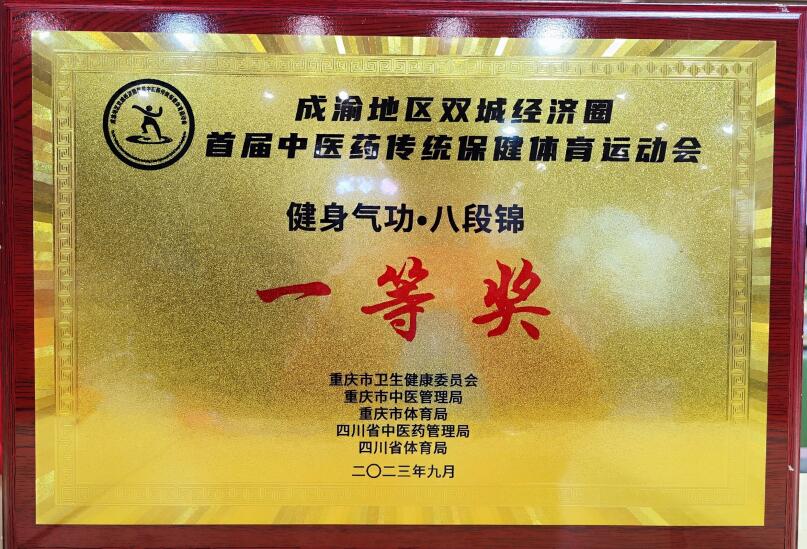 成渝地区双城经济圈
首届中医药传统保健体育运动会
健身气功•八段锦
一等奖
重庆市卫生健康委员会
重庆市中医管理局
重庆市体育局
四川省中医药管理局
四川省体育局
二〇二三年九月